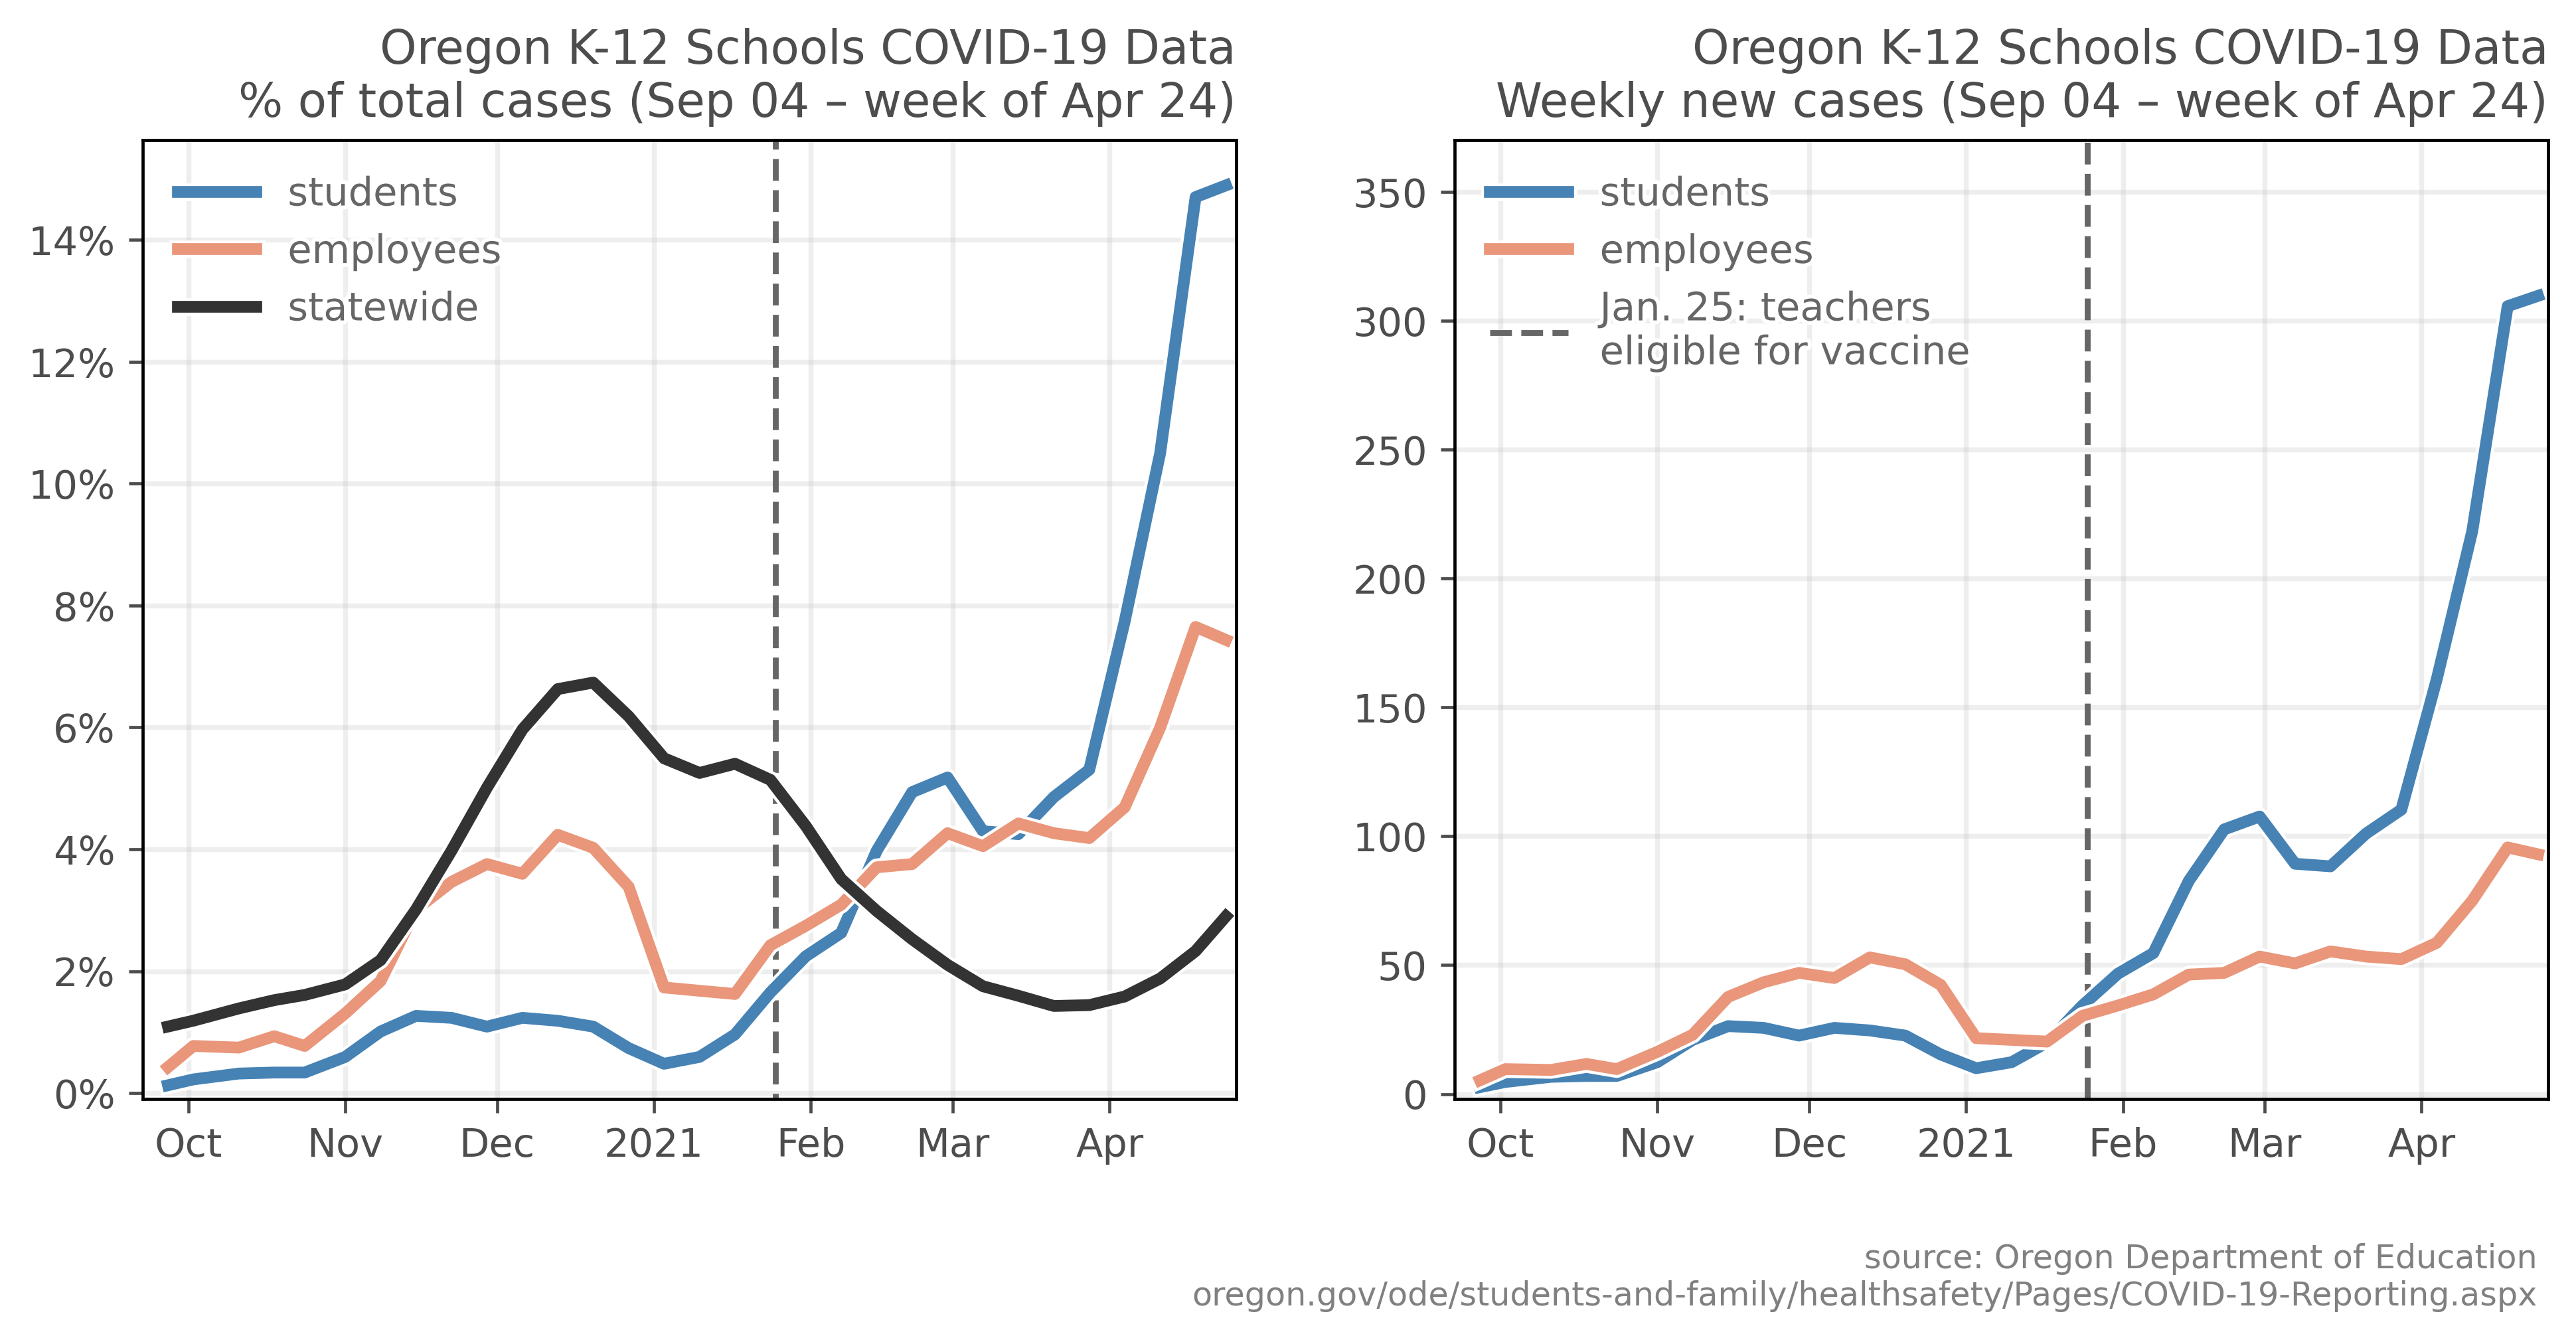 Oregon K-12 Schools COVID-19 Data
% of total cases (Sep 04 – week of Apr 24)
students
employees
statewide
14%
12%
10%
8%
6%
4%
2%
0%
Oct Nov Dec 2021 Feb Mar Apr
Oregon K-12 Schools COVID-19 Data
Weekly new cases (Sep 04 – week of Apr 24)
students
employees
Jan. 25: teachers
eligible for vaccine
350
300
250
200
150
100
50
0
Oct Nov Dec 2021 Feb Mar Apr
source: Oregon Department of Education
oregon.gov/ode/students-and-family/healthsafety/Pages/COVID-19-Reporting.aspx